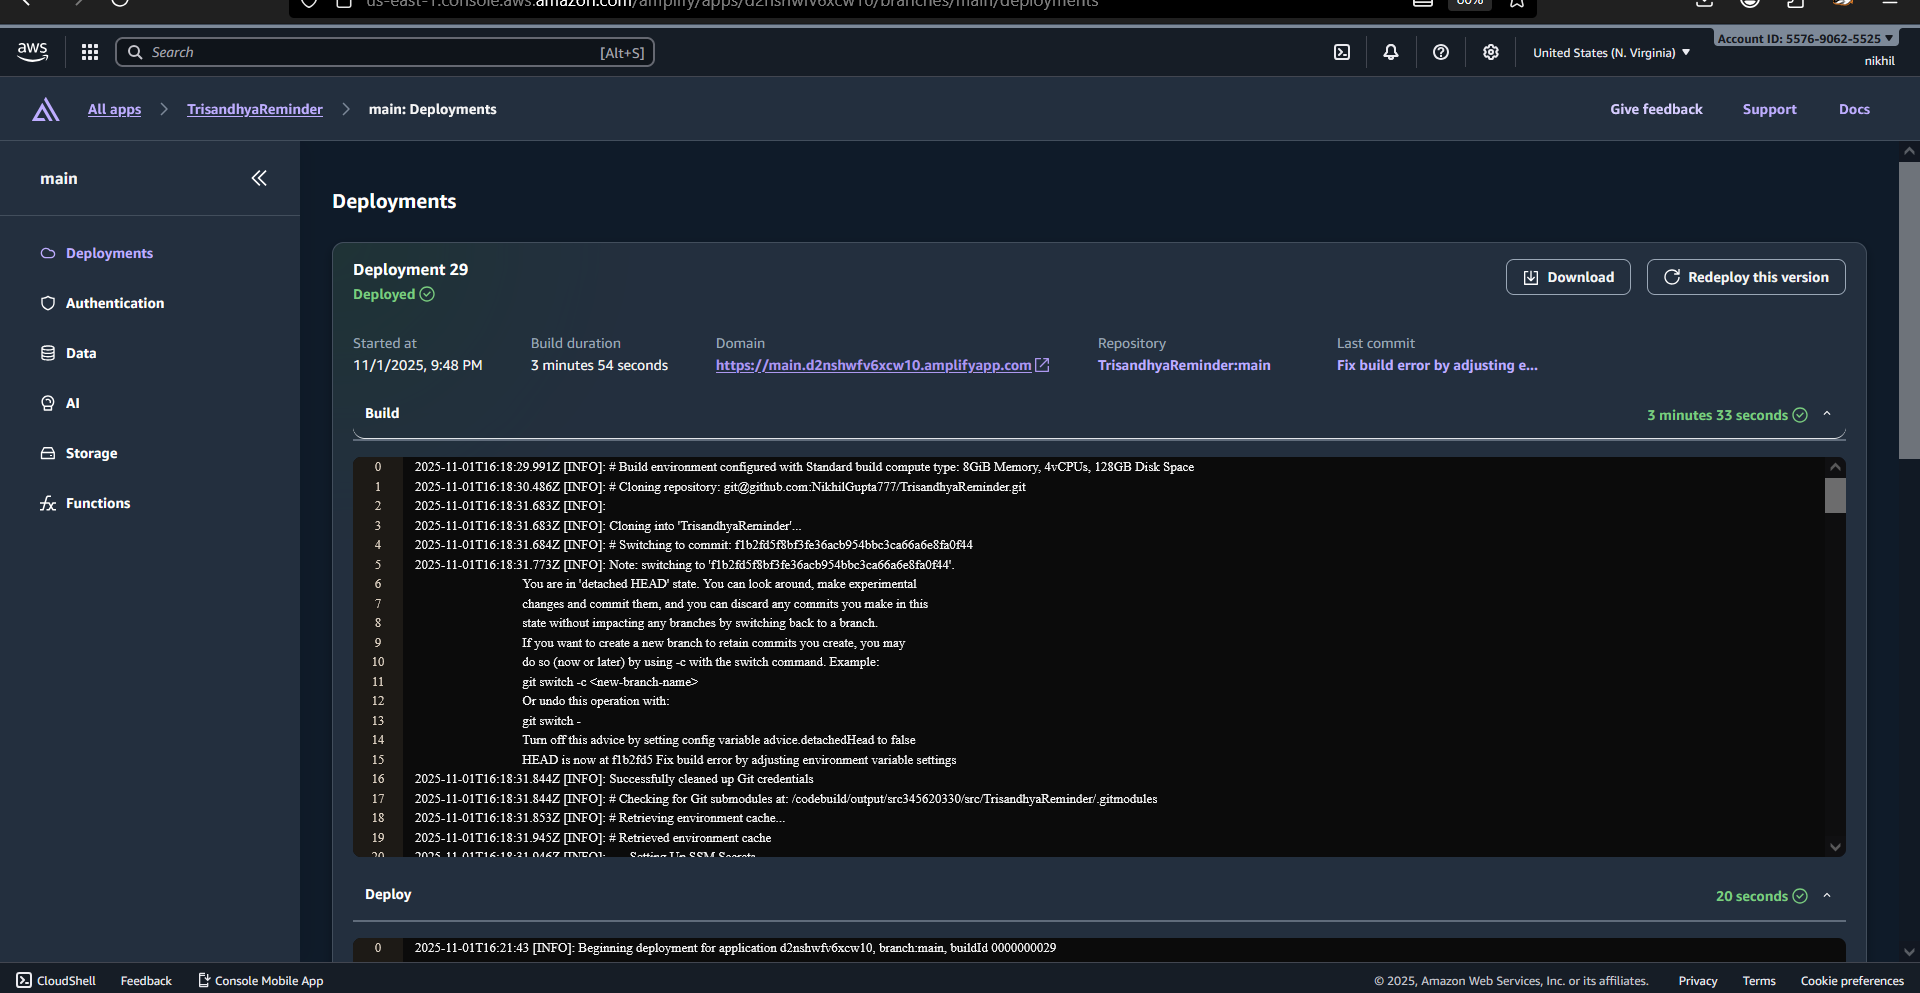 us-east-1.console.aws.amazon.com/amplify/apps/d2nshwfv6xcw10/branches/main/deployments
80%
aws
Search
[Alt+S]
United States (N. Virginia)
Account ID: 5576-9062-5525
nikhil
All apps
TrisandhyaReminder
main: Deployments
Give feedback
Support
Docs
main
Deployments
Authentication
Data
AI
Storage
Functions
Deployments
Deployment 29
Deployed
Download
Redeploy this version
Started at
11/1/2025, 9:48 PM
Build duration
3 minutes 54 seconds
Domain
https://main.d2nshwfv6xcw10.amplifyapp.com
Repository
TrisandhyaReminder:main
Last commit
Fix build error by adjusting e...
Build
3 minutes 33 seconds
0 2025-11-01T16:18:29.991Z [INFO]: # Build environment configured with Standard build compute type: 8GiB Memory, 4vCPUs, 128GB Disk Space
1 2025-11-01T16:18:30.486Z [INFO]: # Cloning repository: git@github.com:NikhilGupta777/TrisandhyaReminder.git
2 2025-11-01T16:18:31.683Z [INFO]:
3 2025-11-01T16:18:31.683Z [INFO]: Cloning into 'TrisandhyaReminder'...
4 2025-11-01T16:18:31.684Z [INFO]: # Switching to commit: f1b2fd5f8bf3fe36acb954bbc3ca66a6e8fa0f44
5 2025-11-01T16:18:31.773Z [INFO]: Note: switching to 'f1b2fd5f8bf3fe36acb954bbc3ca66a6e8fa0f44'.
6 You are in 'detached HEAD' state. You can look around, make experimental
7 changes and commit them, and you can discard any commits you make in this
8 state without impacting any branches by switching back to a branch.
9 If you want to create a new branch to retain commits you create, you may
10 do so (now or later) by using -c with the switch command. Example:
11 git switch -c <new-branch-name>
12 Or undo this operation with:
13 git switch -
14 Turn off this advice by setting config variable advice.detachedHead to false
15 HEAD is now at f1b2fd5 Fix build error by adjusting environment variable settings
16 2025-11-01T16:18:31.844Z [INFO]: Successfully cleaned up Git credentials
17 2025-11-01T16:18:31.844Z [INFO]: # Checking for Git submodules at: /codebuild/output/src345620330/src/TrisandhyaReminder/.gitmodules
18 2025-11-01T16:18:31.853Z [INFO]: # Retrieving environment cache...
19 2025-11-01T16:18:31.945Z [INFO]: # Retrieved environment cache
20 2025-11-01T16:18:31.946Z [INFO]: ---- Setting Up SSM Secrets
Deploy
20 seconds
0 2025-11-01T16:21:43 [INFO]: Beginning deployment for application d2nshwfv6xcw10, branch:main, buildId 0000000029
CloudShell
Feedback
Console Mobile App
© 2025, Amazon Web Services, Inc. or its affiliates.
Privacy
Terms
Cookie preferences